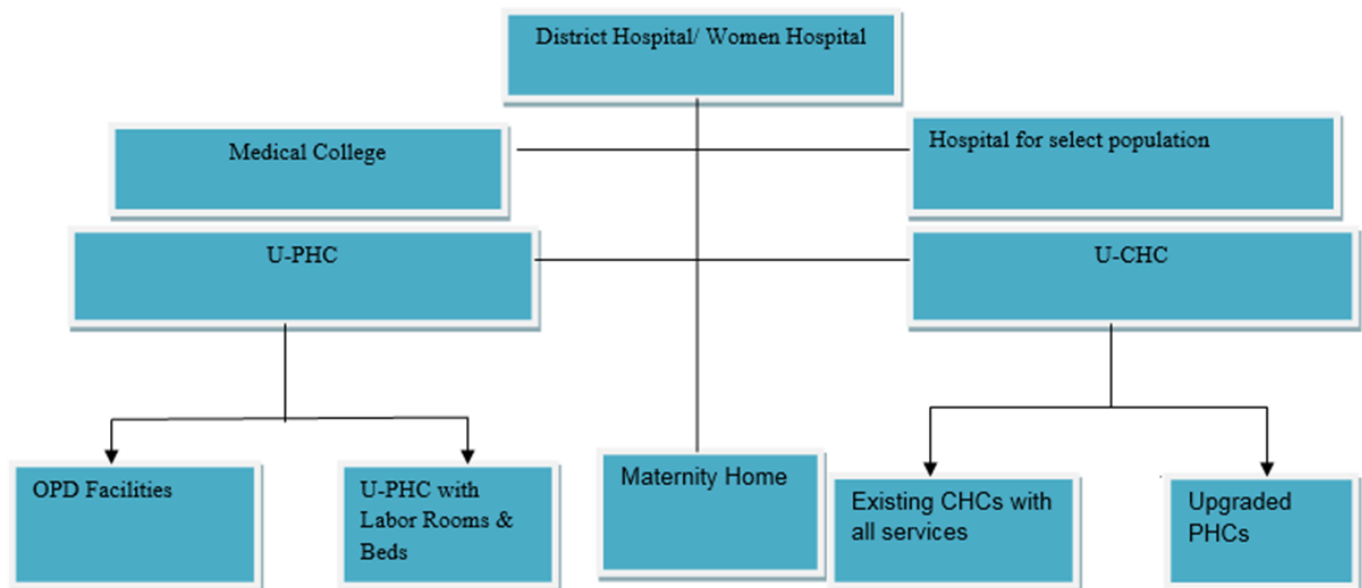 District Hospital/ Women Hospital
Medical College
Hospital for select population
U-PHC
U-CHC
OPD Facilities
U-PHC with
Labor Rooms &
Beds
Maternity Home
Existing CHCs with
all services
Upgraded
PHCs